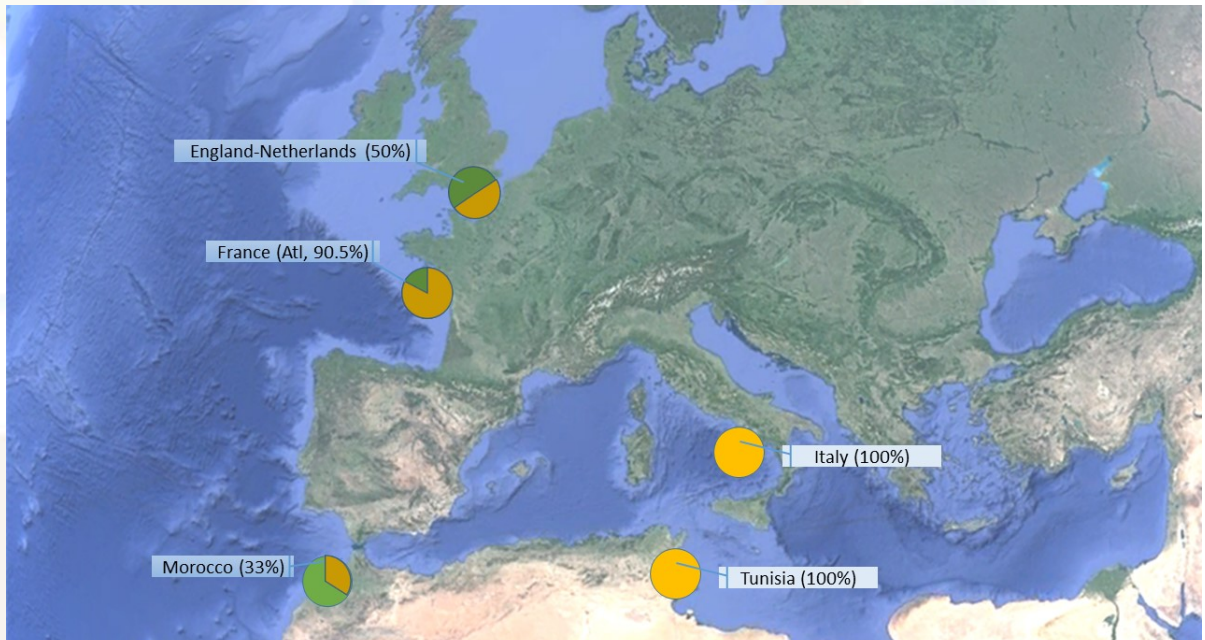 England-Netherlands (50%)
France (Atl, 90.5%)
Italy (100%)
Morocco (33%)
Tunisia (100%)